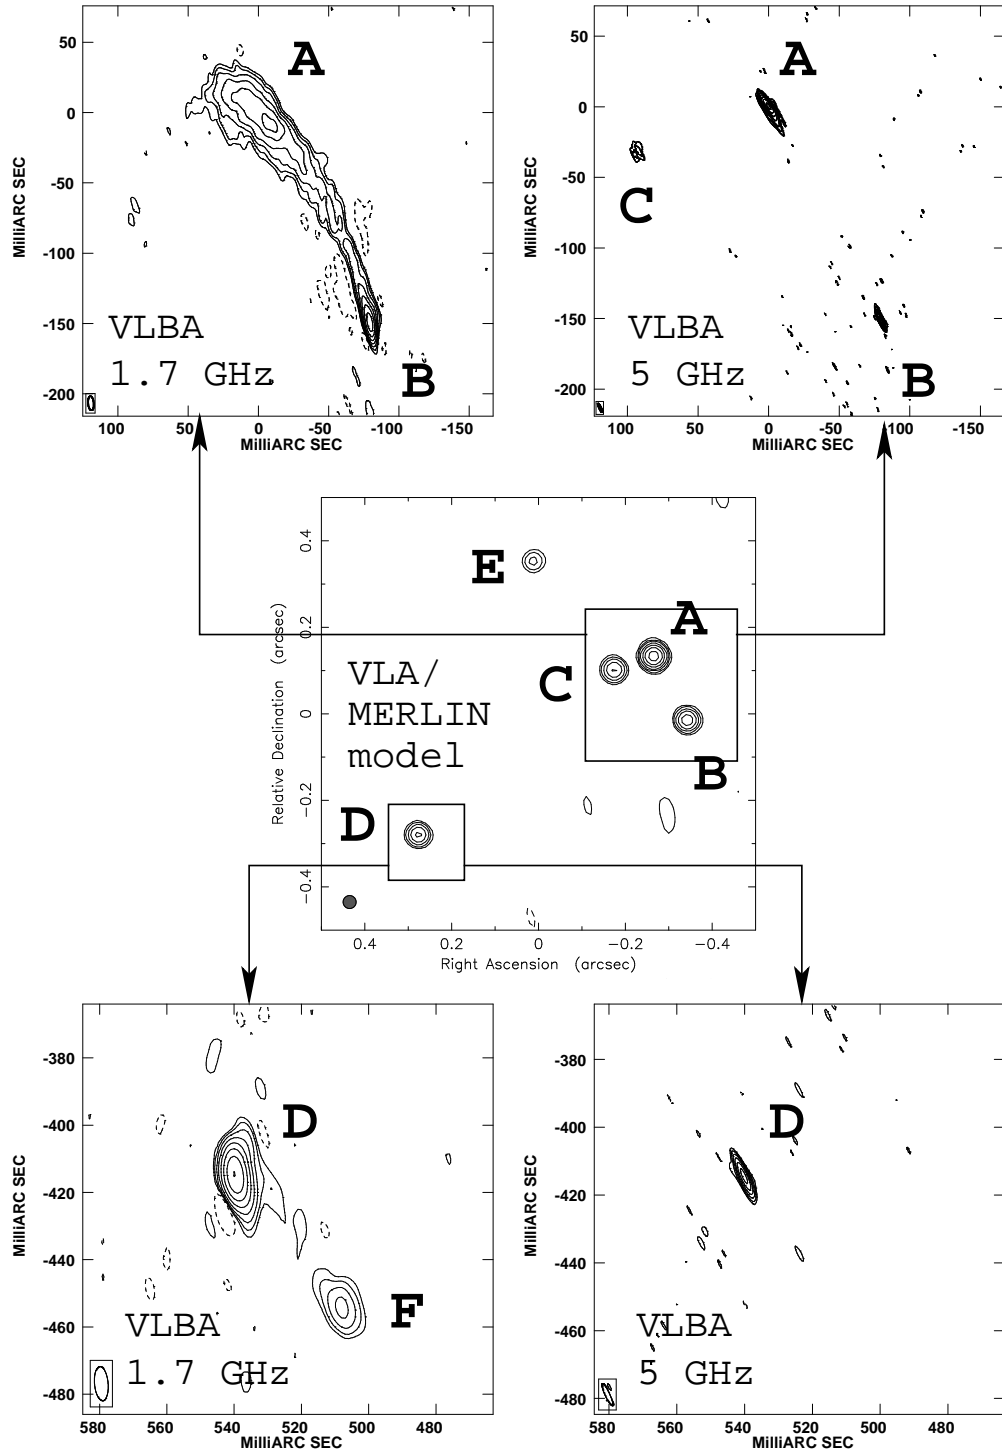 A
B
VLBA
1.7 GHz
50
0
-50
-100
-150
-200
MilliARC SEC
100
50
0
-50
-100
-150
MilliARC SEC
A
C
B
VLBA
5 GHz
50
0
-50
-100
-150
-200
MilliARC SEC
100
50
0
-50
-100
-150
MilliARC SEC
E
A
C
B
D
VLA/
MERLIN
model
0.4
0.2
0
-0.2
-0.4
Relative Declination (arcsec)
0.4
0.2
0
-0.2
-0.4
Right Ascension (arcsec)
D
F
VLBA
1.7 GHz
-380
-400
-420
-440
-460
-480
MilliARC SEC
580
560
540
520
500
MilliARC SEC
D
VLBA
5 GHz
-380
-400
-420
-440
-460
-480
MilliARC SEC
580
560
540
520
500
MilliARC SEC